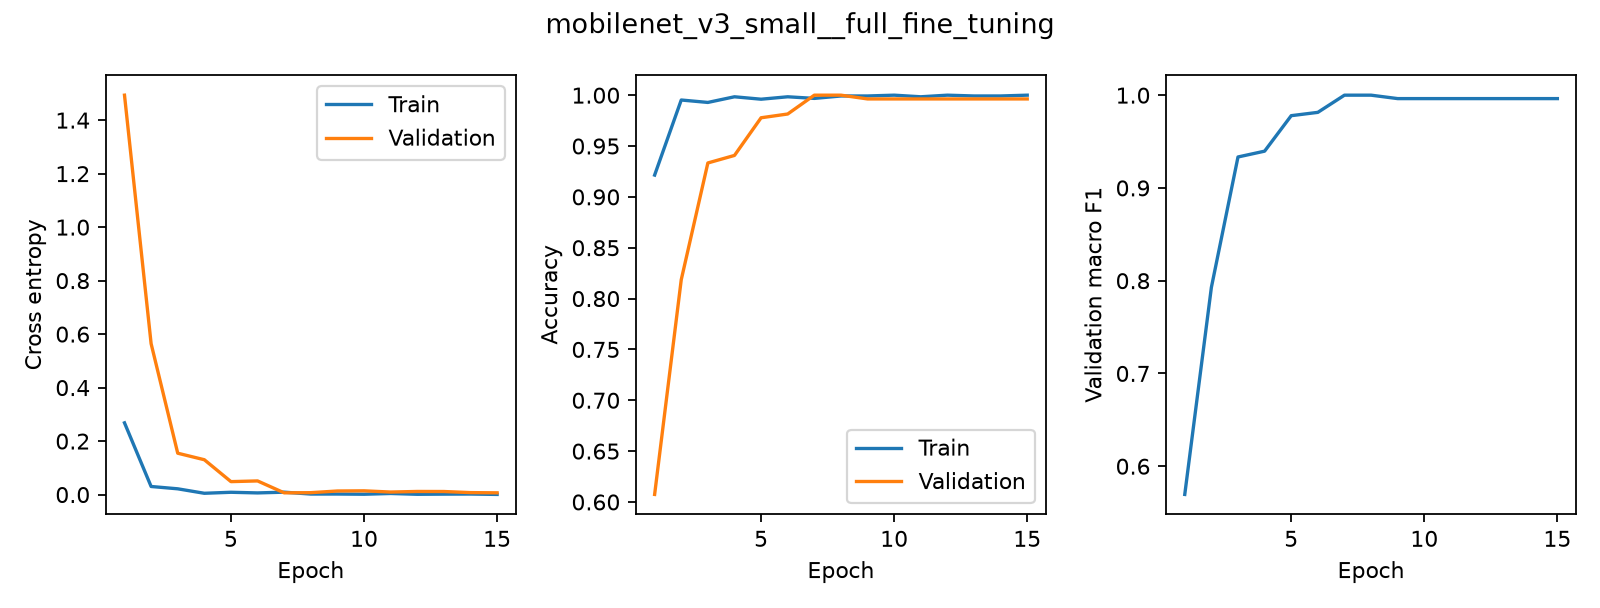 mobilenet_v3_small__full_fine_tuning
Cross entropy
1.4
1.2
1.0
0.8
0.6
0.4
0.2
0.0
Train
Validation
5
10
15
Epoch
Accuracy
1.00
0.95
0.90
0.85
0.80
0.75
0.70
0.65
0.60
Train
Validation
5
10
15
Epoch
Validation macro F1
1.0
0.9
0.8
0.7
0.6
5
10
15
Epoch